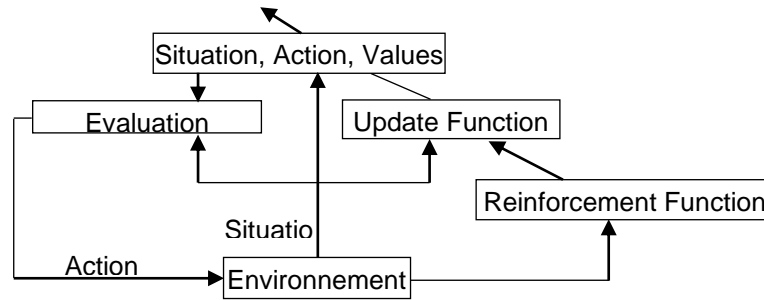 Situation, Action, Values
Evaluation
Update Function
Reinforcement Function
Situatio
Action
Environnement